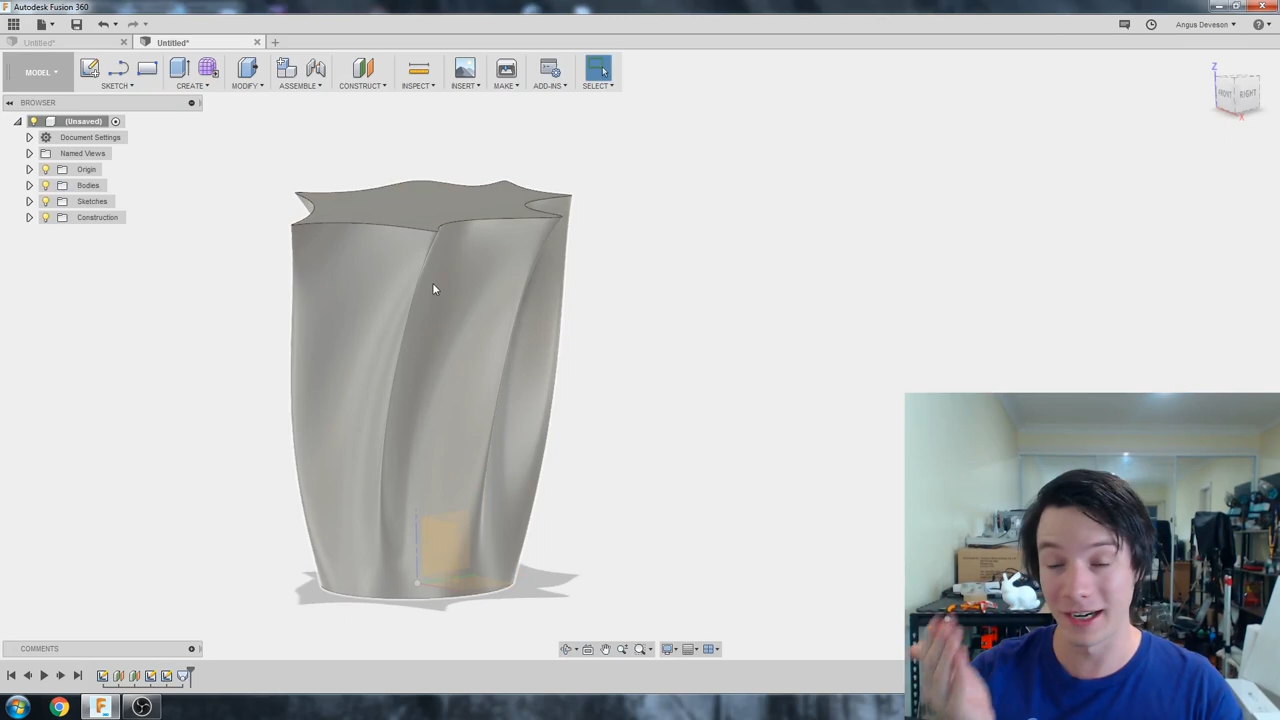 Autodesk Fusion 360
Angus Deveson
Untitled*
Untitled*
MODEL
SKETCH
CREATE
MODIFY
ASSEMBLE
CONSTRUCT
INSPECT
INSERT
MAKE
ADD-INS
SELECT
BROWSER
(Unsaved)
Document Settings
Named Views
Origin
Bodies
Sketches
Construction
Z
FRONT
RIGHT
X
COMMENTS